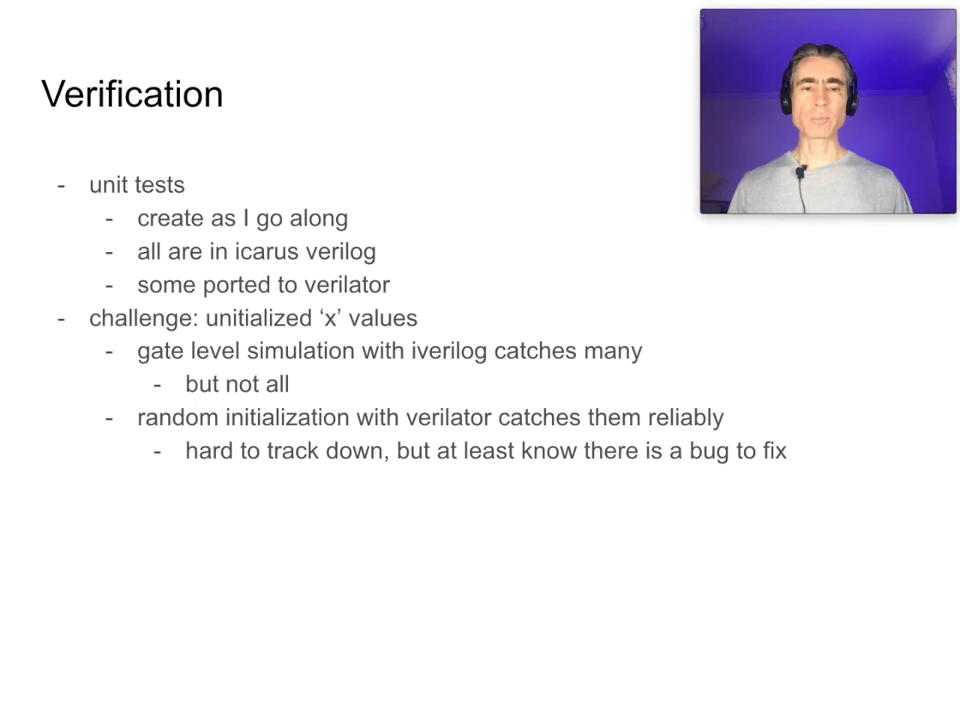 Verification
- unit tests
- create as I go along
- all are in icarus verilog
- some ported to verilator
- challenge: unitialized ‘x’ values
- gate level simulation with iverilog catches many
- but not all
- random initialization with verilator catches them reliably
- hard to track down, but at least know there is a bug to fix